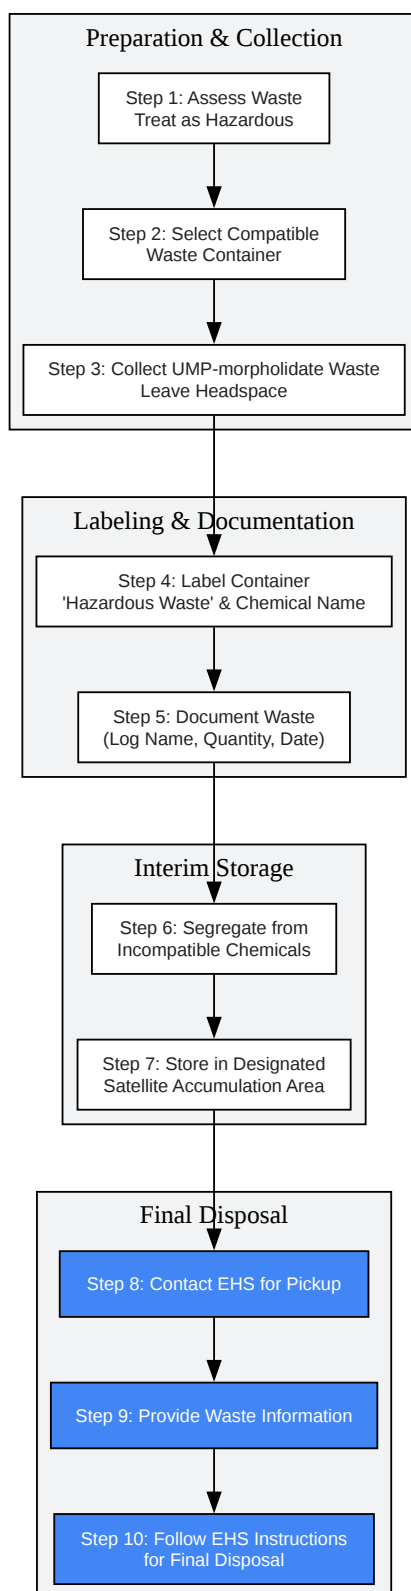 Preparation & Collection
Step 1: Assess Waste
Treat as Hazardous
Step 2: Select Compatible
Waste Container
Step 3: Collect UMP-morpholidate Waste
Leave Headspace
Labeling & Documentation
Step 4: Label Container
'Hazardous Waste' & Chemical Name
Step 5: Document Waste
(Log Name, Quantity, Date)
Interim Storage
Step 6: Segregate from
Incompatible Chemicals
Step 7: Store in Designated
Satellite Accumulation Area
Final Disposal
Step 8: Contact EHS for Pickup
Step 9: Provide Waste Information
Step 10: Follow EHS Instructions
for Final Disposal